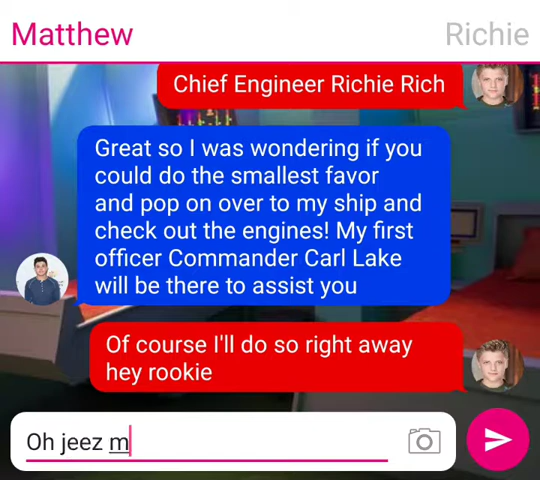 Matthew
Richie
Chief Engineer Richie Rich
Great so I was wondering if you
could do the smallest favor
and pop on over to my ship and
check out the engines! My first
officer Commander Carl Lake
will be there to assist you
Of course I'll do so right away
hey rookie
Oh jeez m